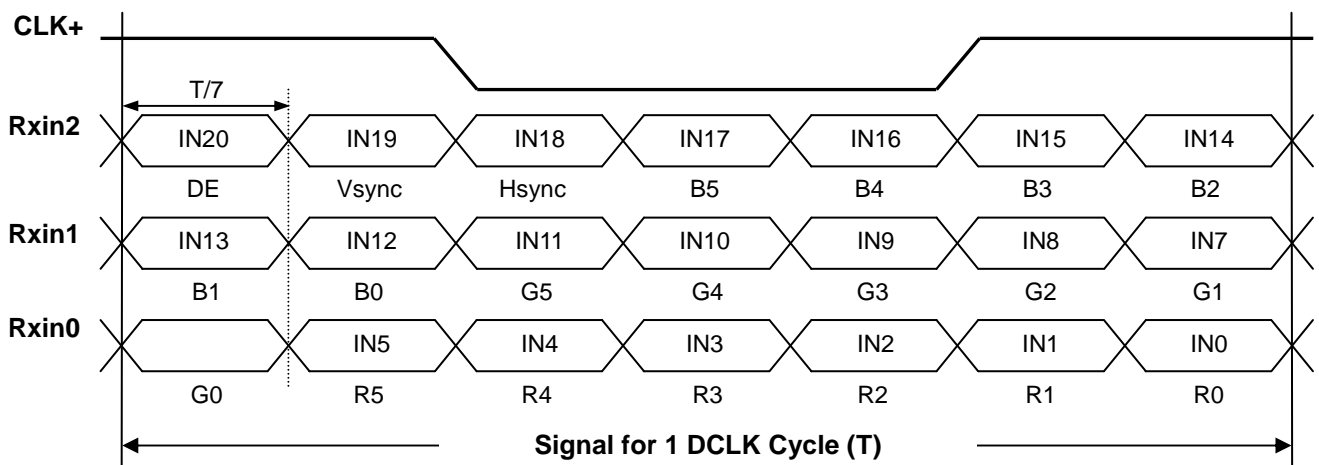 CLK+
T/7
Rxin2 IN20 IN19 IN18 IN17 IN16 IN15 IN14
DE Vsync Hsync B5 B4 B3 B2
Rxin1 IN13 IN12 IN11 IN10 IN9 IN8 IN7
B1 B0 G5 G4 G3 G2 G1
Rxin0 IN5 IN4 IN3 IN2 IN1 IN0
G0 R5 R4 R3 R2 R1 R0
Signal for 1 DCLK Cycle (T)